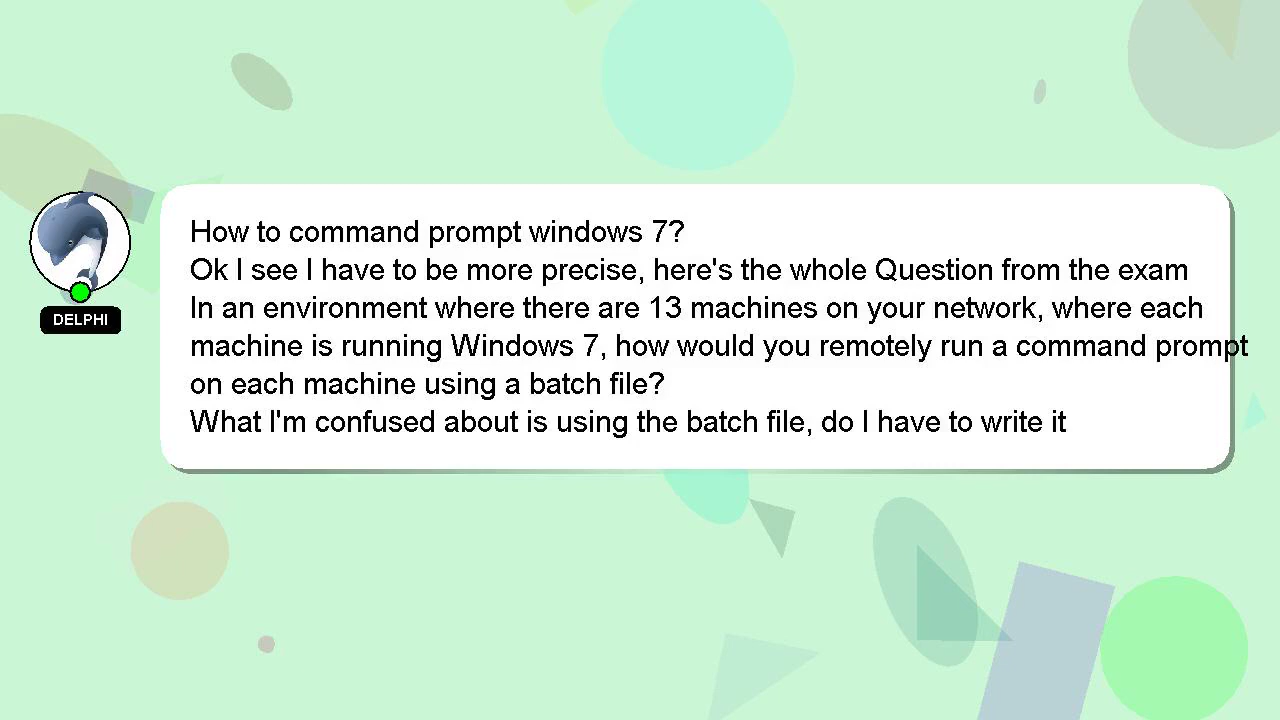 How to command prompt windows 7?
Ok I see I have to be more precise, here's the whole Question from the exam
In an environment where there are 13 machines on your network, where each
machine is running Windows 7, how would you remotely run a command prompt
on each machine using a batch file?
What I'm confused about is using the batch file, do I have to write it
DELPHI